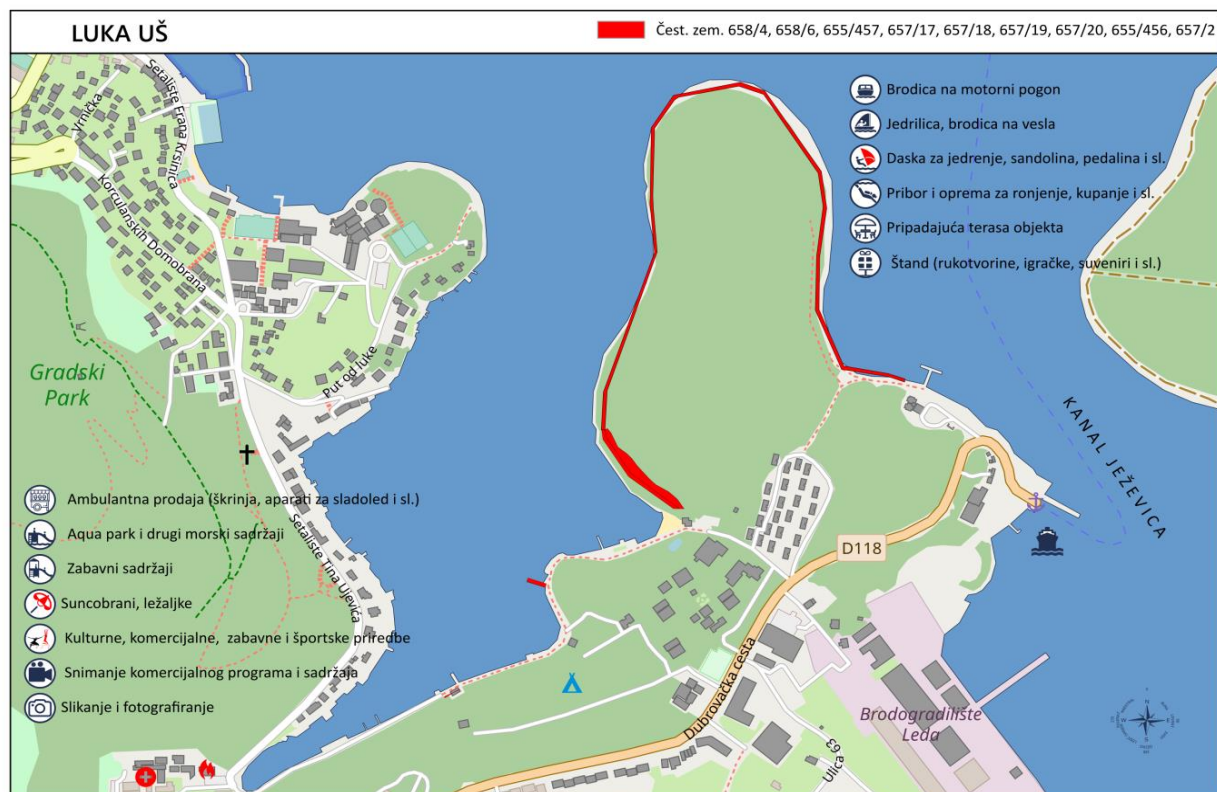 LUKA UŠ
Čest. zem. 658/4, 658/6, 655/457, 657/17, 657/18, 657/19, 657/20, 655/456, 657/2
Brodica na motorni pogon
Jedrilica, brodica na vesla
Daska za jedrenje, sandolina, pedalina i sl.
Pribor i oprema za ronjenje, kupanje i sl.
Pripadajuća terasa objekta
Štand (rukotvorine, igračke, suveniri i sl.)
Vrnička
Šetalište Frana Kršinića
Korčulanskih Domobrana
Put od luke
Gradski
Park
Šetalište Tina Ujevića
KANAL JEŽEVICA
Ambulantna prodaja (škrinja, aparati za sladoled i sl.)
Aqua park i drugi morski sadržaji
Zabavni sadržaji
Suncobrani, ležaljke
Kulturne, komercijalne, zabavne i športske priredbe
Snimanje komercijalnog programa i sadržaja
Slikanje i fotografiranje
D118
Dubrovačka cesta
Brodogradilište
Leda
Ulica 63